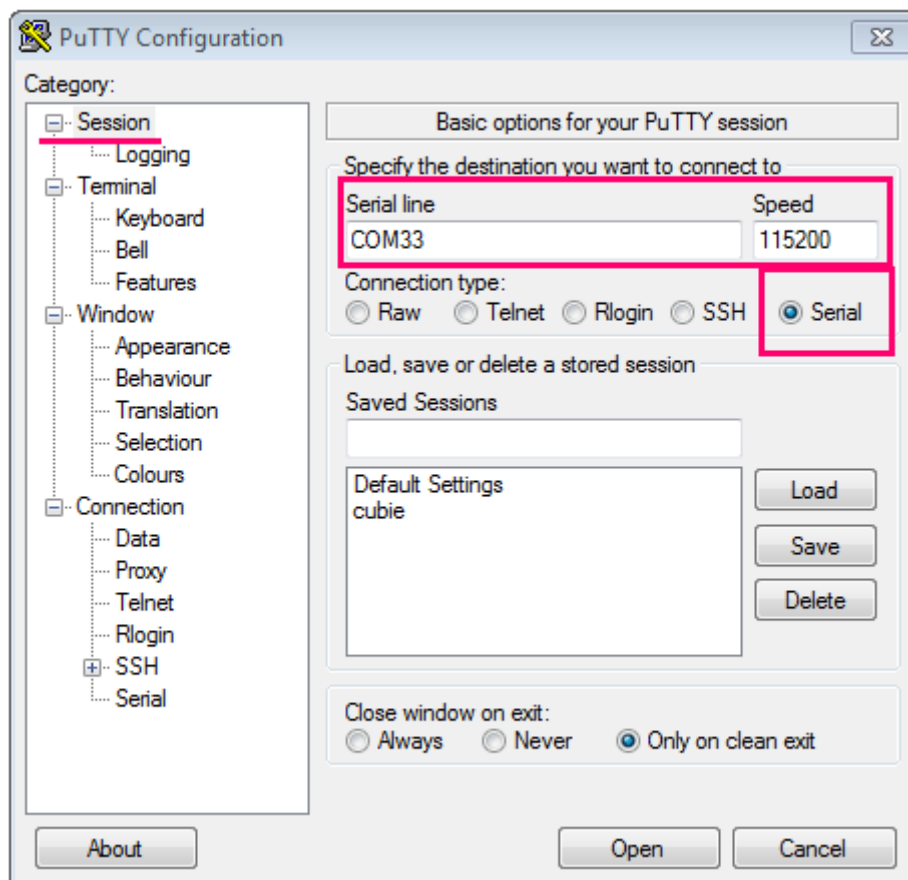 PuTTY Configuration
Category:
Session
Logging
Terminal
Keyboard
Bell
Features
Window
Appearance
Behaviour
Translation
Selection
Colours
Connection
Data
Proxy
Telnet
Rlogin
SSH
Serial
Basic options for your PuTTY session
Specify the destination you want to connect to
Serial line Speed
COM33 115200
Connection type:
Raw Telnet Rlogin SSH Serial
Load, save or delete a stored session
Saved Sessions
Default Settings
cubie
Load
Save
Delete
Close window on exit:
Always Never Only on clean exit
About Open Cancel